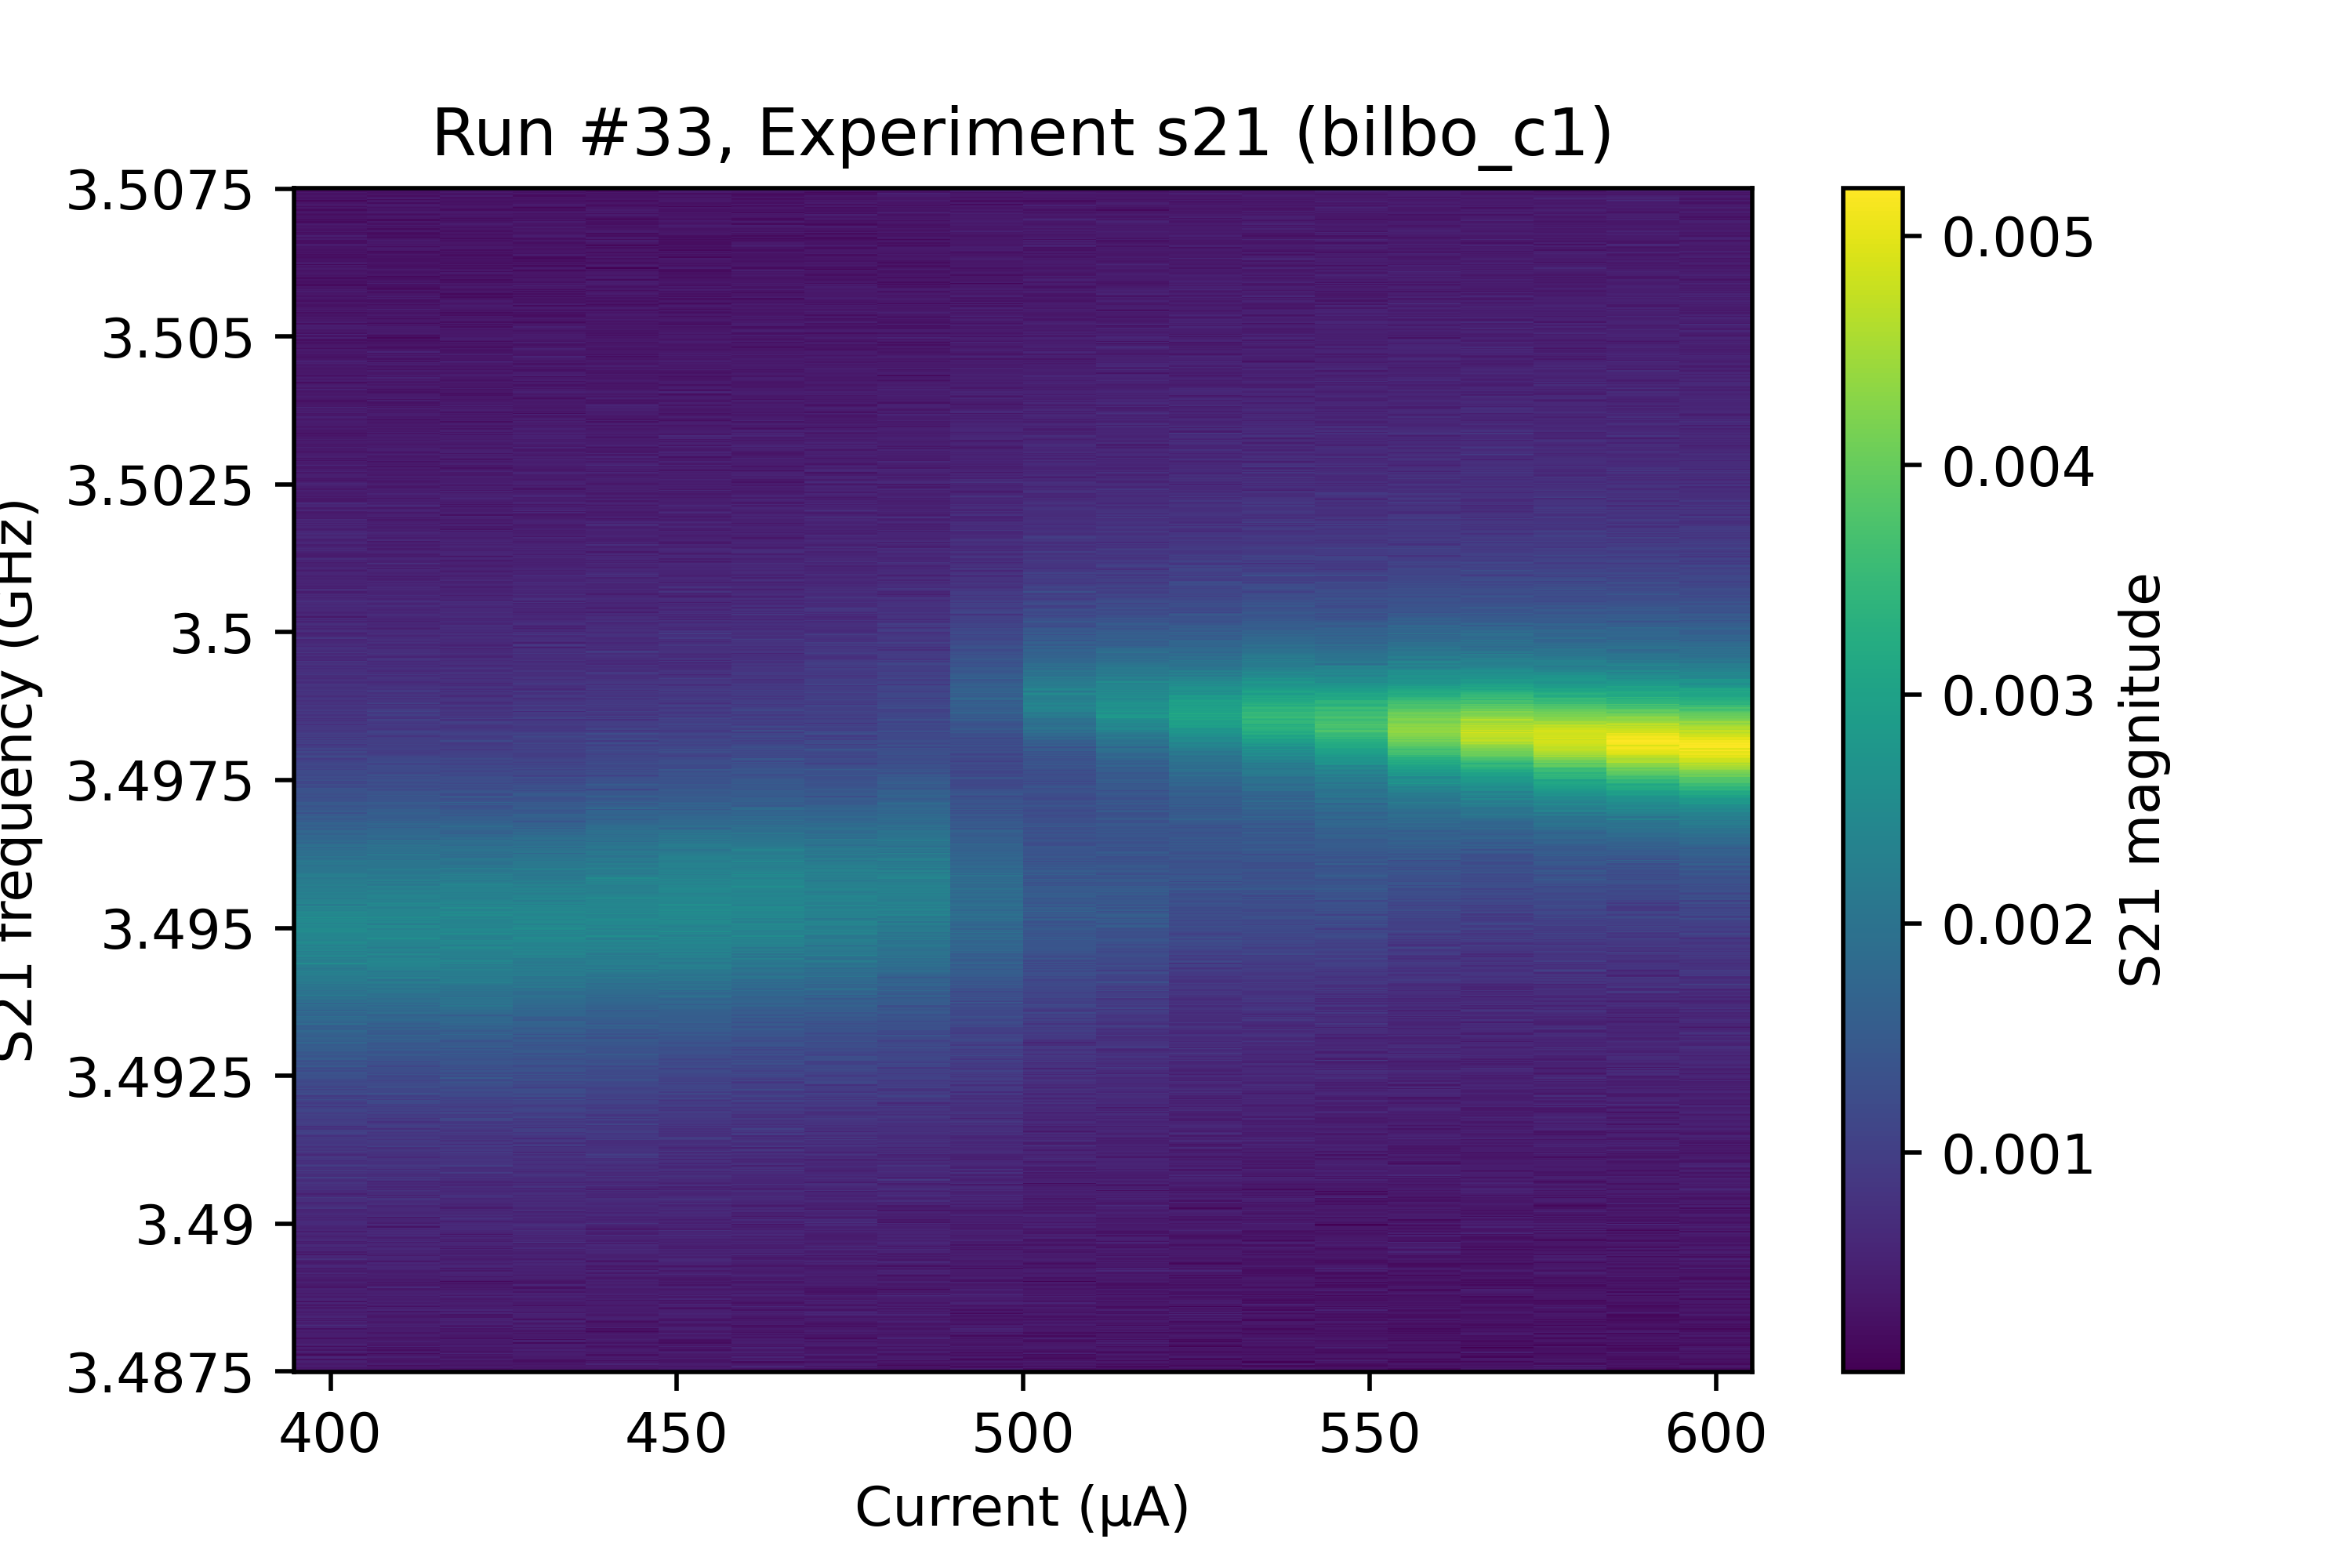 Run #33, Experiment s21 (bilbo_c1)
3.5075
3.505
3.5025
3.5
3.4975
3.495
3.4925
3.49
3.4875
S21 frequency (GHz)
400 450 500 550 600
Current (μA)
0.005
0.004
0.003
0.002
0.001
S21 magnitude